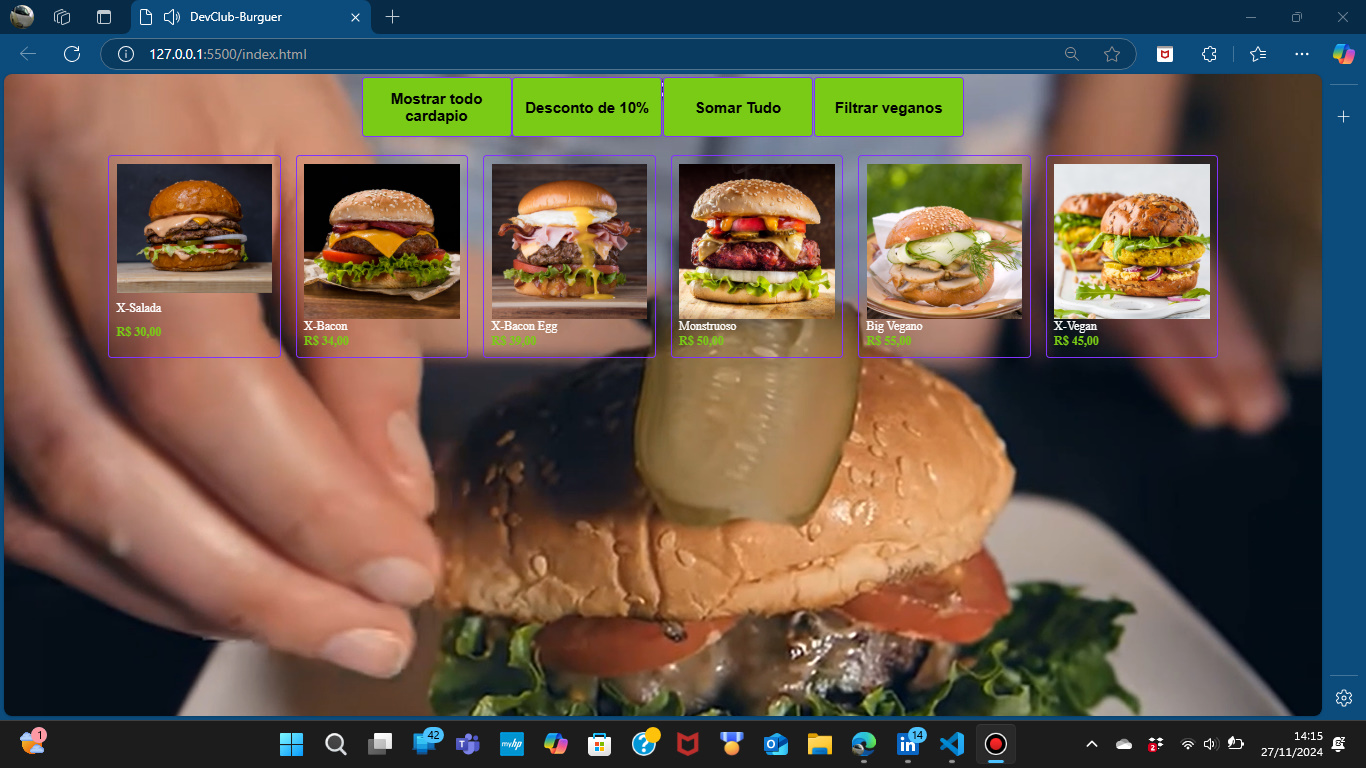 DevClub-Burguer
127.0.0.1:5500/index.html
Mostrar todo
cardapio
Desconto de 10%
Somar Tudo
Filtrar veganos
X-Salada
R$ 30,00
X-Bacon
R$ 34,00
X-Bacon Egg
R$ 39,00
Monstruoso
R$ 50,00
Big Vegano
R$ 55,00
X-Vegan
R$ 45,00
1
42
myhp
14
2
14:15
27/11/2024